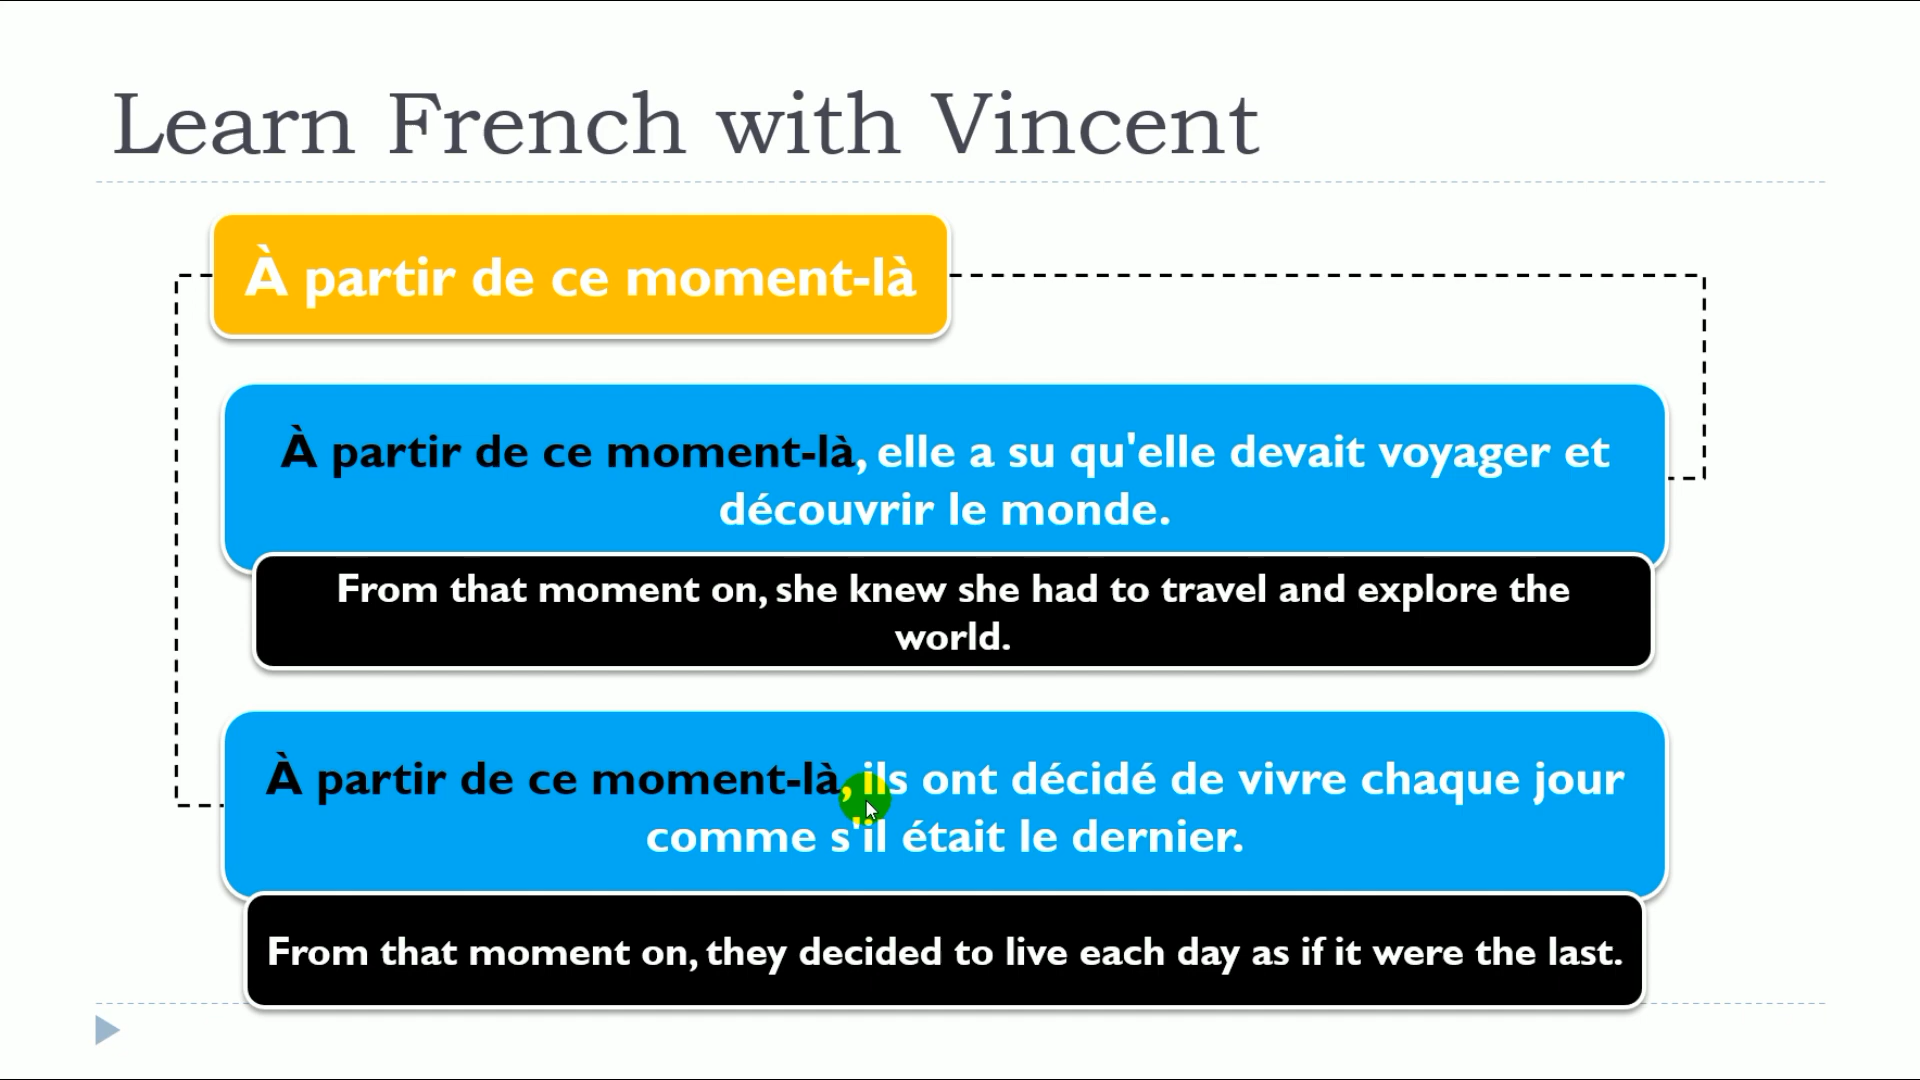 Learn French with Vincent
À partir de ce moment-là
À partir de ce moment-là, elle a su qu'elle devait voyager et
découvrir le monde.
From that moment on, she knew she had to travel and explore the
world.
À partir de ce moment-là, ils ont décidé de vivre chaque jour
comme s'il était le dernier.
From that moment on, they decided to live each day as if it were the last.